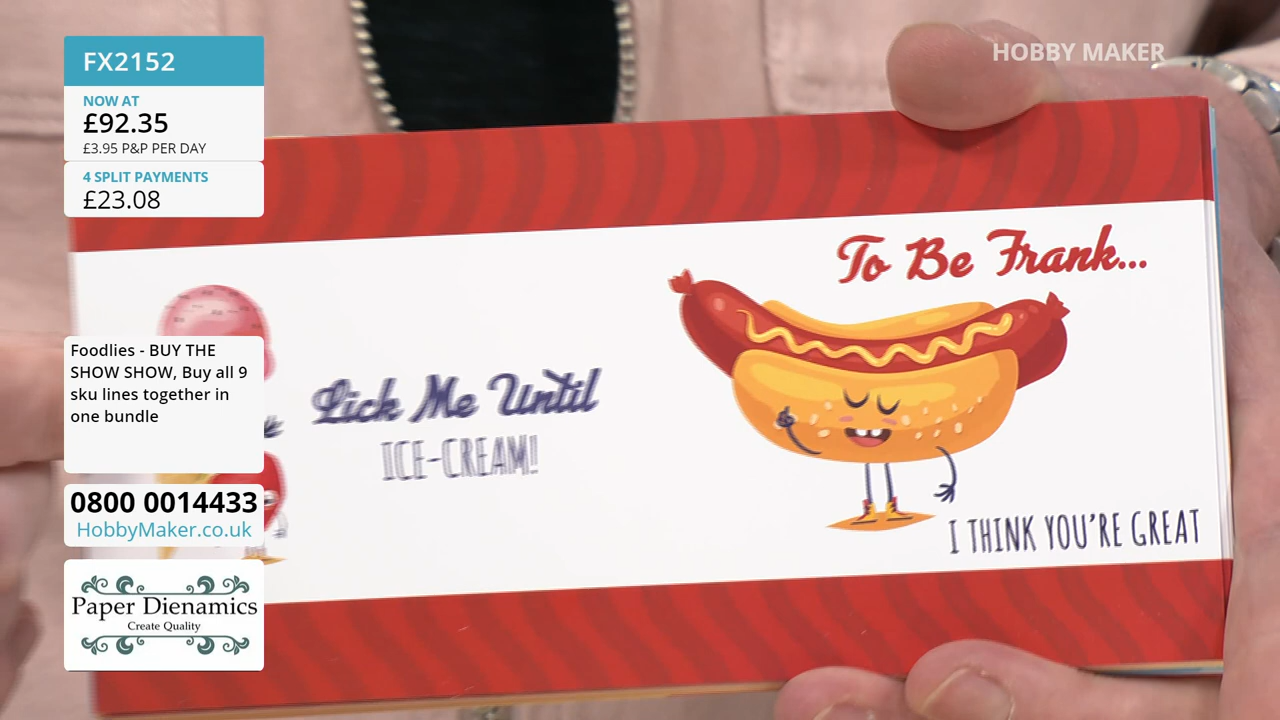 HOBBY MAKER
FX2152
NOW AT
£92.35
£3.95 P&P PER DAY
4 SPLIT PAYMENTS
£23.08
To Be Frank...
I THINK YOU'RE GREAT
Lick Me Until
ICE-CREAM!!
Foodlies - BUY THE
SHOW SHOW, Buy all 9
sku lines together in
one bundle
0800 0014433
HobbyMaker.co.uk
Paper Dienamics
Create Quality